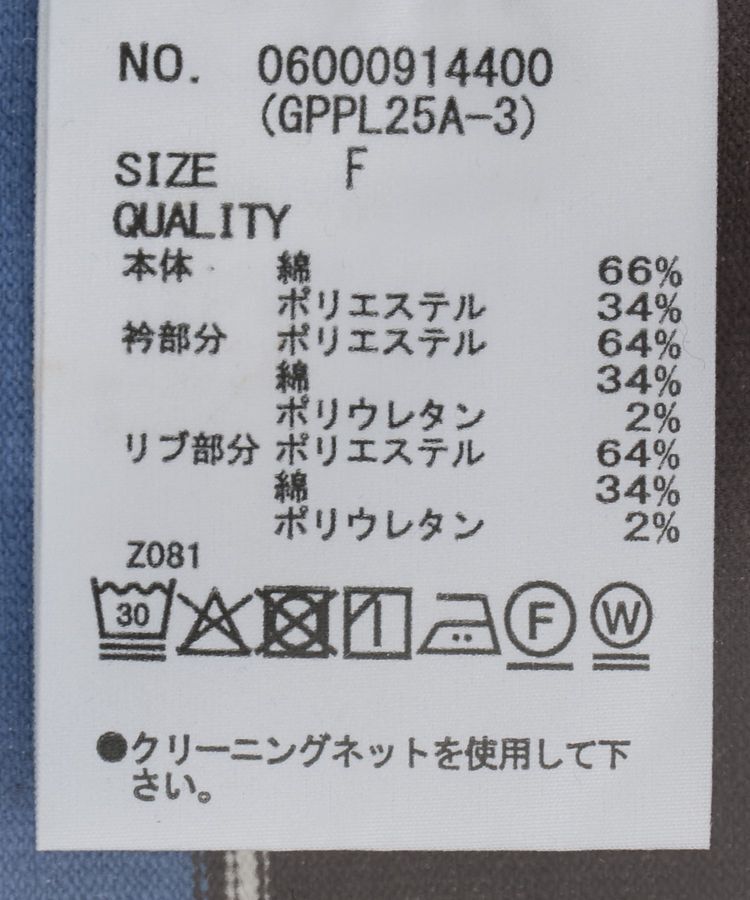 NO. 06000914400
(GPPL25A-3)
SIZE F
QUALITY
本体 綿 66%
ポリエステル 34%
衿部分 ポリエステル 64%
綿 34%
ポリウレタン 2%
リブ部分 ポリエステル 64%
綿 34%
ポリウレタン 2%
Z081
30 F W
●クリーニングネットを使用して下
さい。